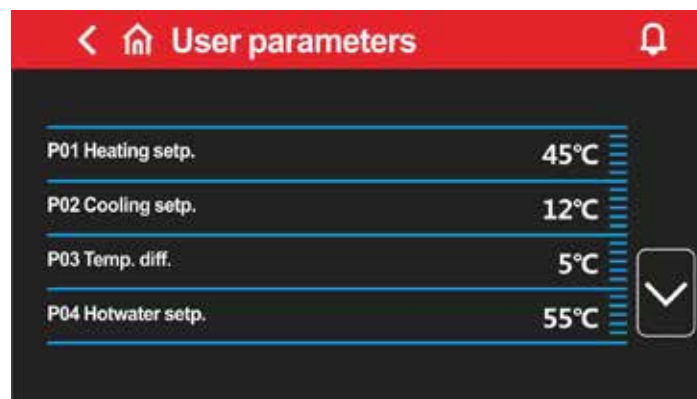 User parameters
P01 Heating setp. 45℃
P02 Cooling setp. 12℃
P03 Temp. diff. 5℃
P04 Hotwater setp. 55℃